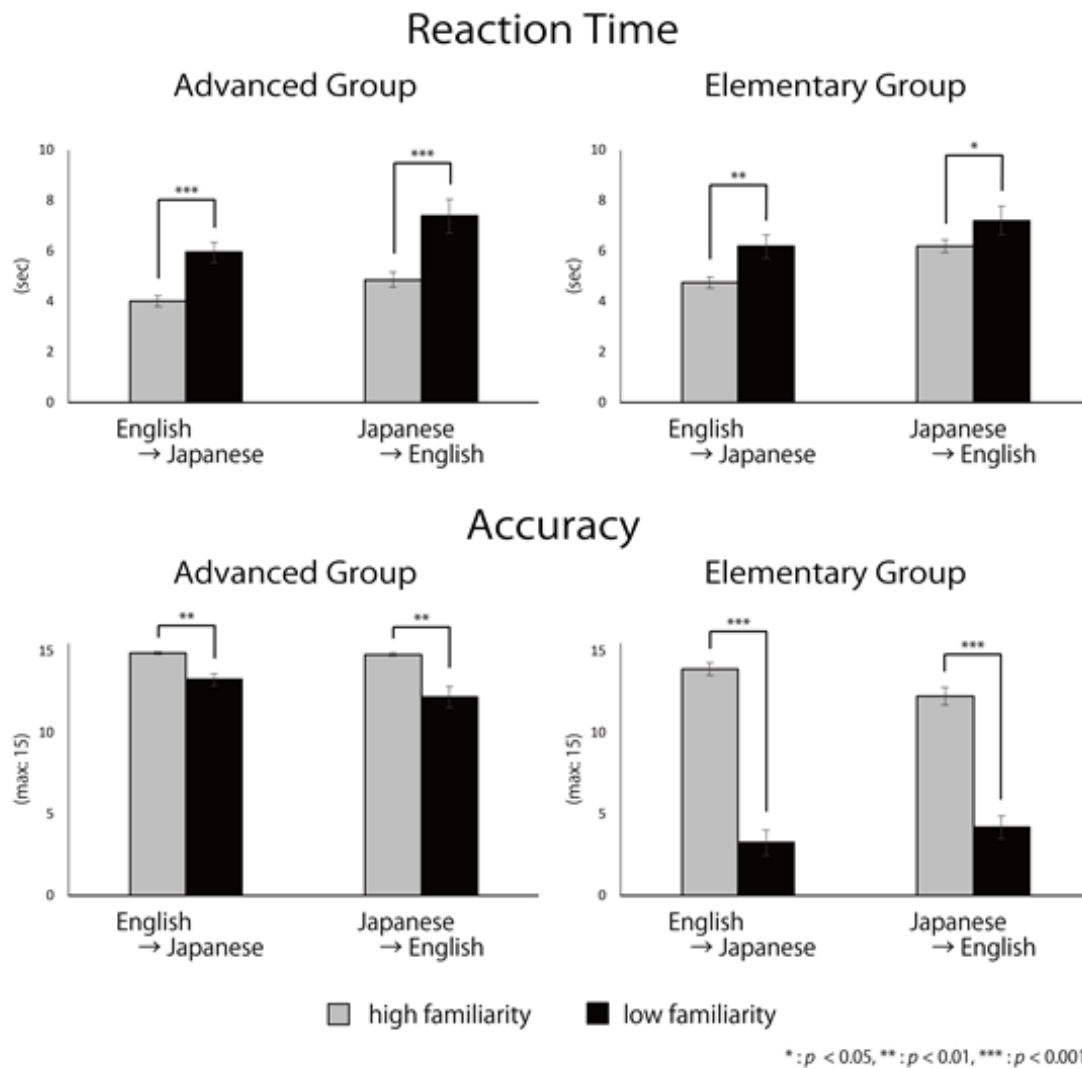 Reaction Time
Advanced Group
Elementary Group
10
8
6
4
2
0
(sec)
***
***
English
→ Japanese
Japanese
→ English
10
8
6
4
2
0
(sec)
**
*
English
→ Japanese
Japanese
→ English
Accuracy
Advanced Group
Elementary Group
15
10
5
0
(max: 15)
**
**
English
→ Japanese
Japanese
→ English
15
10
5
0
(max: 15)
***
***
English
→ Japanese
Japanese
→ English
high familiarity
low familiarity
* : p < 0.05, ** : p < 0.01, *** : p < 0.001